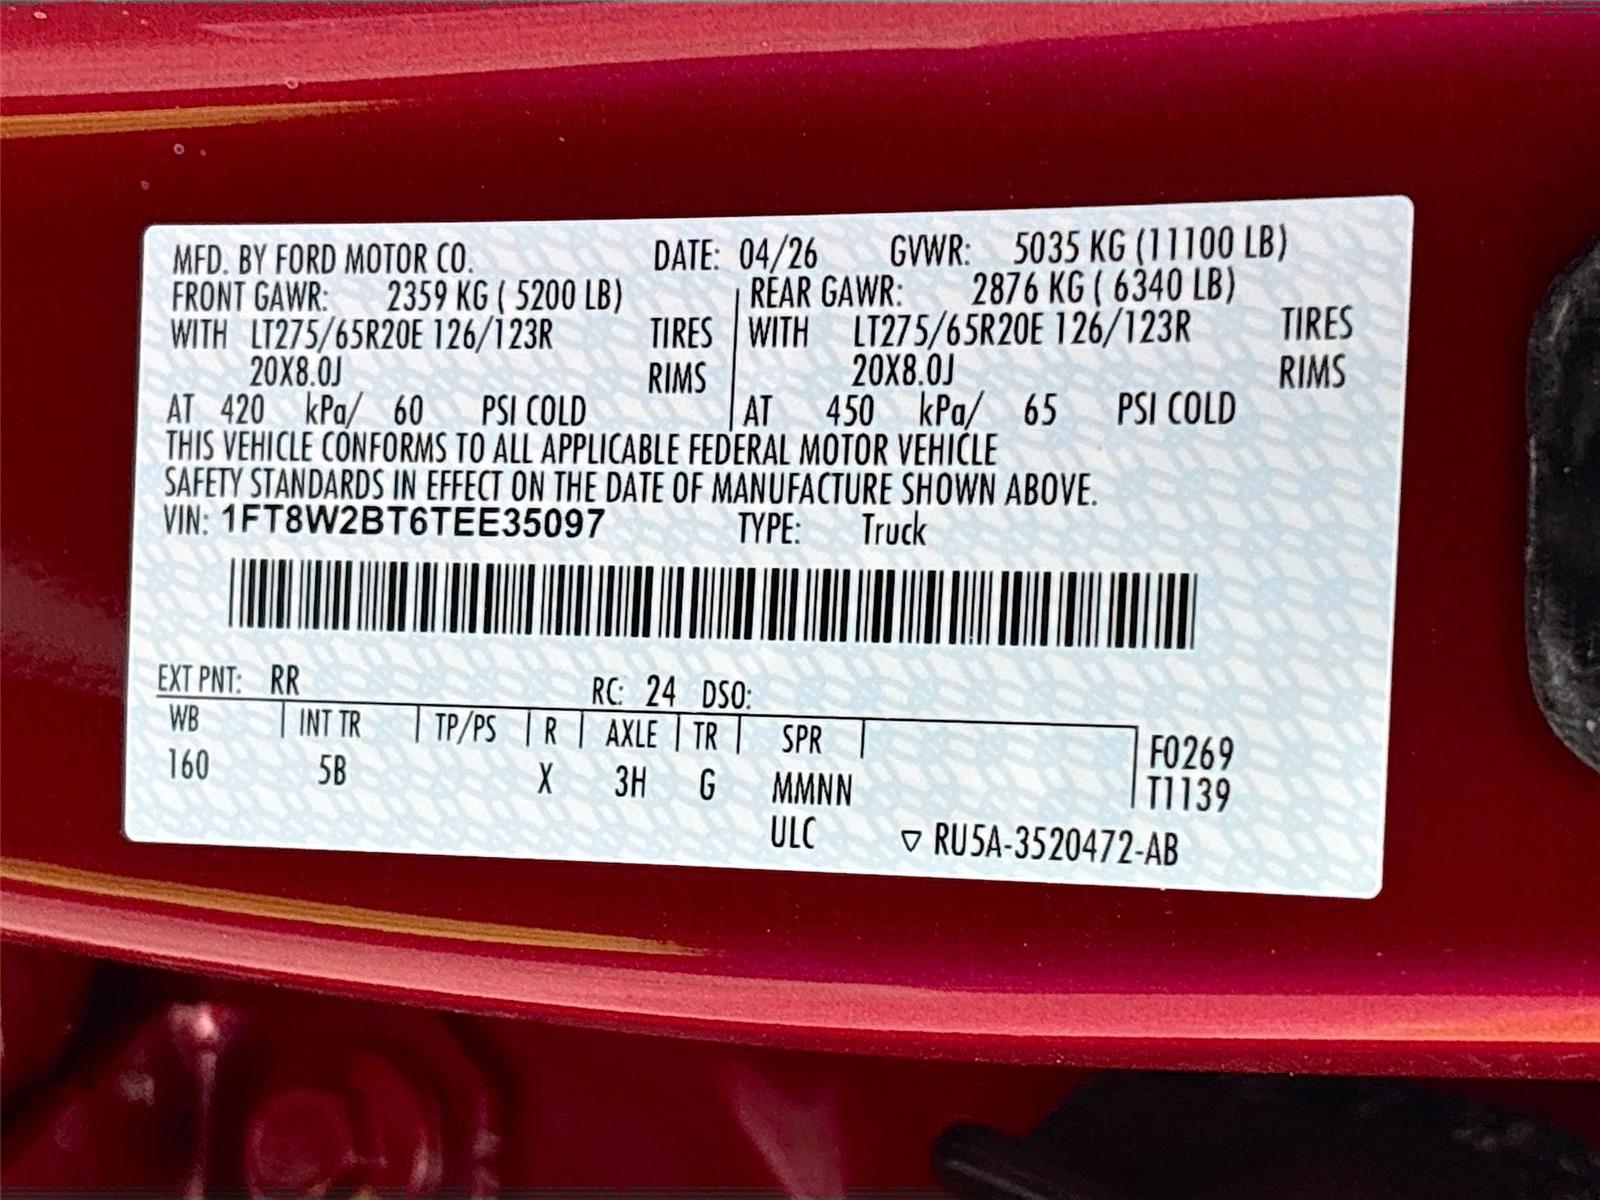 MFD. BY FORD MOTOR CO. DATE: 04/26 GVWR: 5035 KG (11100 LB)
FRONT GAWR: 2359 KG ( 5200 LB) REAR GAWR: 2876 KG ( 6340 LB)
WITH LT275/65R20E 126/123R TIRES WITH LT275/65R20E 126/123R TIRES
20X8.0J RIMS 20X8.0J RIMS
AT 420 kPa/ 60 PSI COLD AT 450 kPa/ 65 PSI COLD
THIS VEHICLE CONFORMS TO ALL APPLICABLE FEDERAL MOTOR VEHICLE
SAFETY STANDARDS IN EFFECT ON THE DATE OF MANUFACTURE SHOWN ABOVE.
VIN: 1FT8W2BT6TEE35097 TYPE: Truck
EXT PNT: RR RC: 24 DSO:
WB INT TR TP/PS R AXLE TR SPR F0269
160 5B X 3H G MMNN T1139
ULC ▽ RU5A-3520472-AB